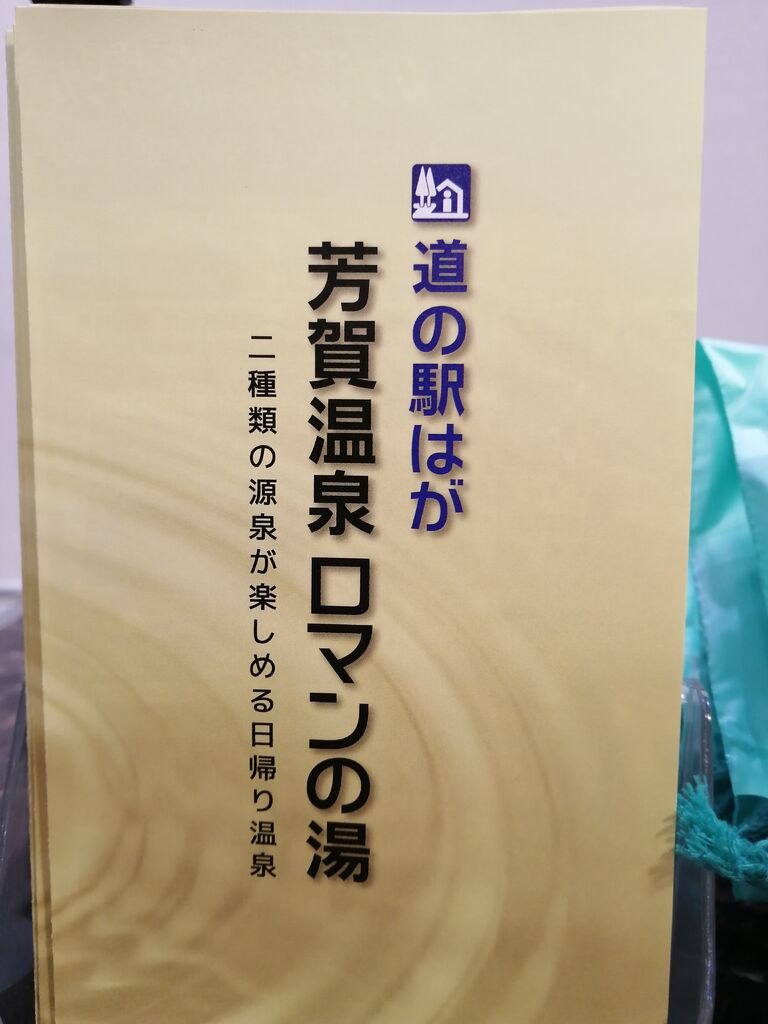 道の駅はが
芳賀温泉 ロマンの湯
二種類の源泉が楽しめる日帰り温泉